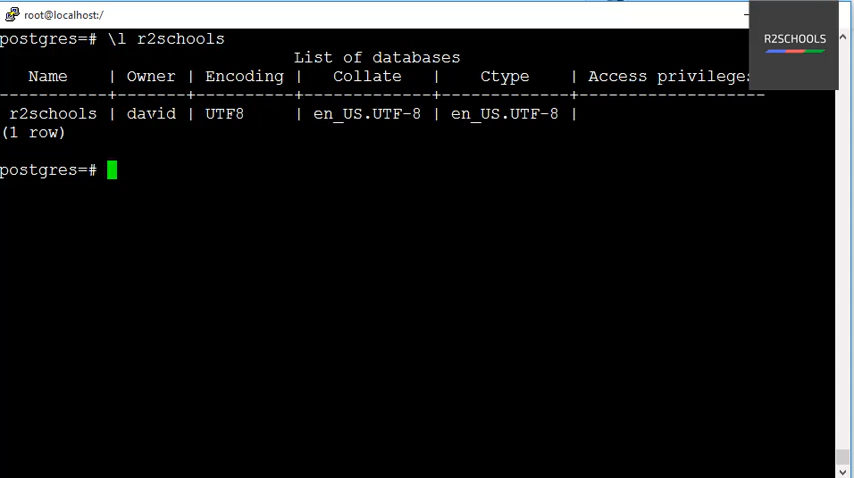 root@localhost:/
R2SCHOOLS
postgres=# \l r2schools
List of databases
Name | Owner | Encoding | Collate | Ctype | Access privileges
-----------+-------+----------+-------------+-------------+-------------------
r2schools | david | UTF8 | en_US.UTF-8 | en_US.UTF-8 |
(1 row)
postgres=#